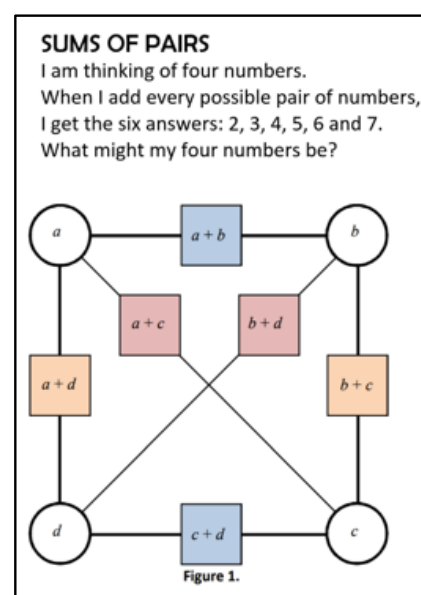 SUMS OF PAIRS
I am thinking of four numbers.
When I add every possible pair of numbers,
I get the six answers: 2, 3, 4, 5, 6 and 7.
What might my four numbers be?
a
a + b
b
a + c
b + d
a + d
b + c
d
c + d
c
Figure 1.